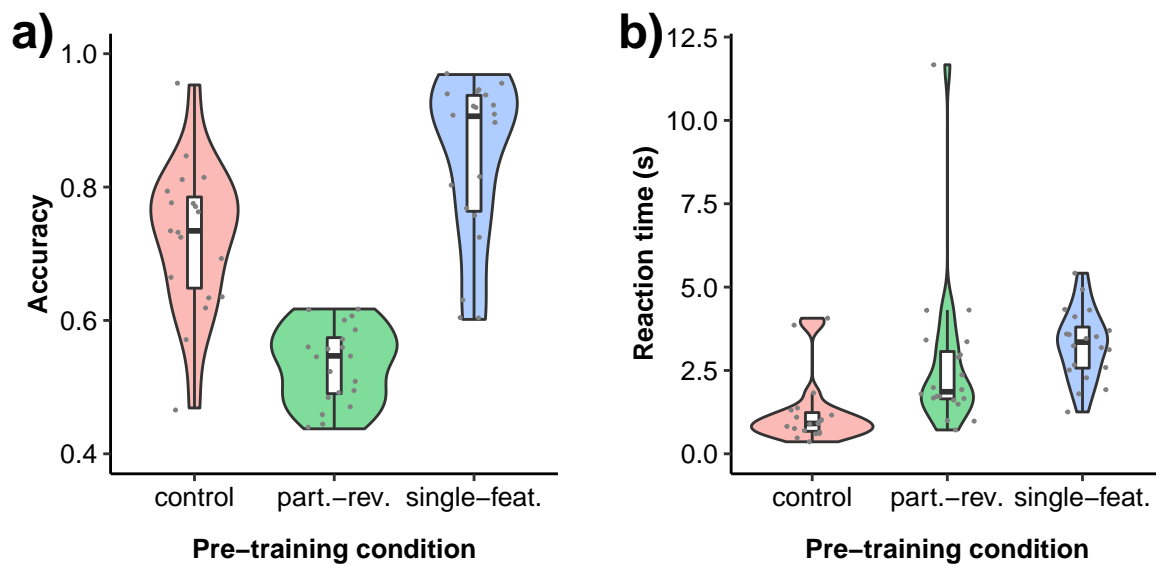 a)
Accuracy
1.0
0.8
0.6
0.4
control part.−rev. single−feat.
Pre−training condition
b)
Reaction time (s)
12.5
10.0
7.5
5.0
2.5
0.0
control part.−rev. single−feat.
Pre−training condition